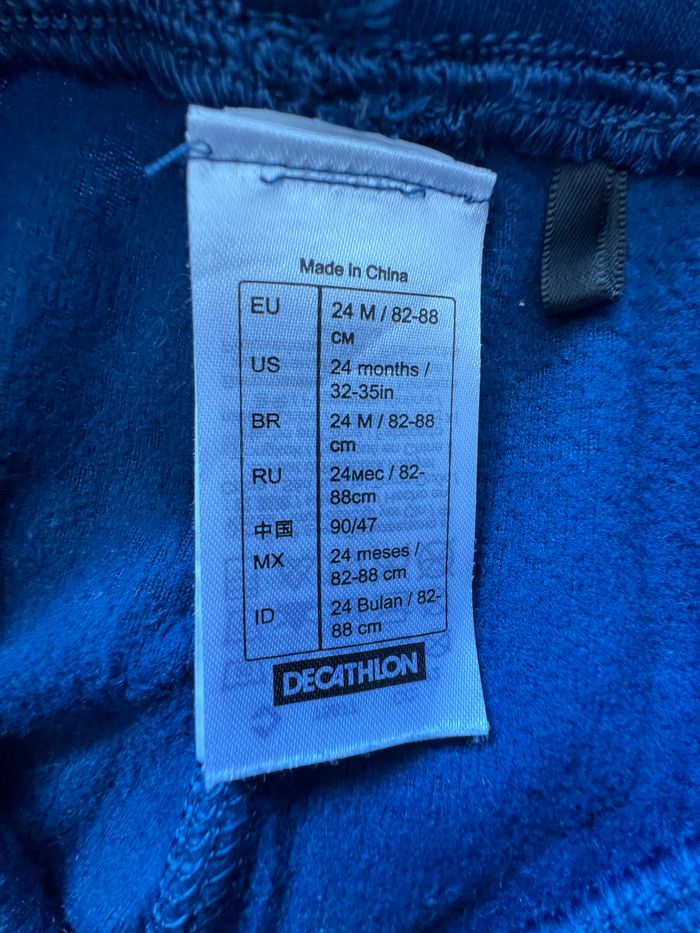 Made in China
EU 24 M / 82-88
CM
US 24 months /
32-35in
BR 24 M / 82-88
cm
RU 24мес / 82-
88cm
中国 90/47
MX 24 meses /
82-88 cm
ID 24 Bulan / 82-
88 cm
DECATHLON